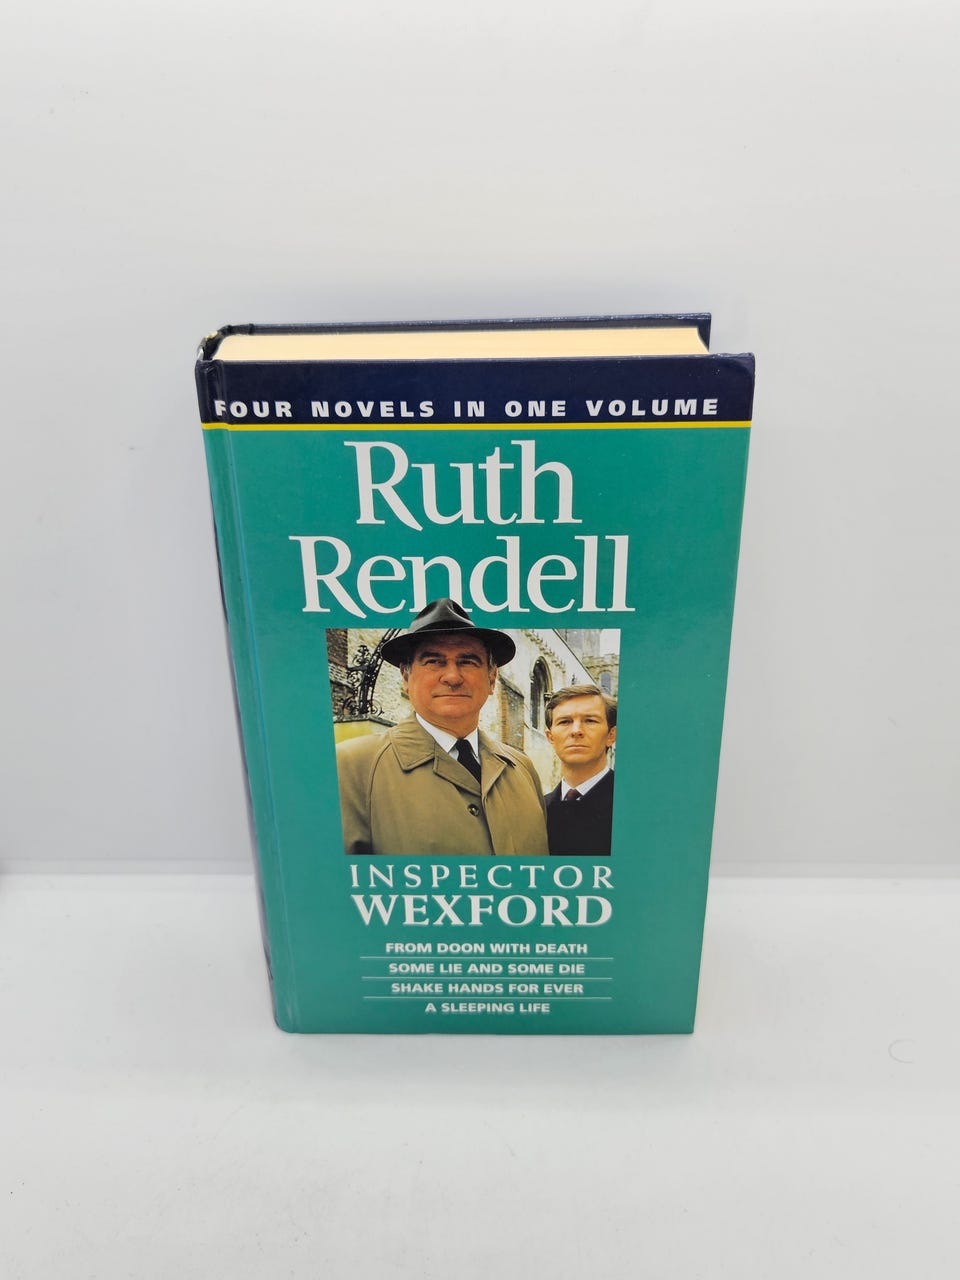 FOUR NOVELS IN ONE VOLUME
Ruth
Rendell
INSPECTOR
WEXFORD
FROM DOON WITH DEATH
SOME LIE AND SOME DIE
SHAKE HANDS FOR EVER
A SLEEPING LIFE